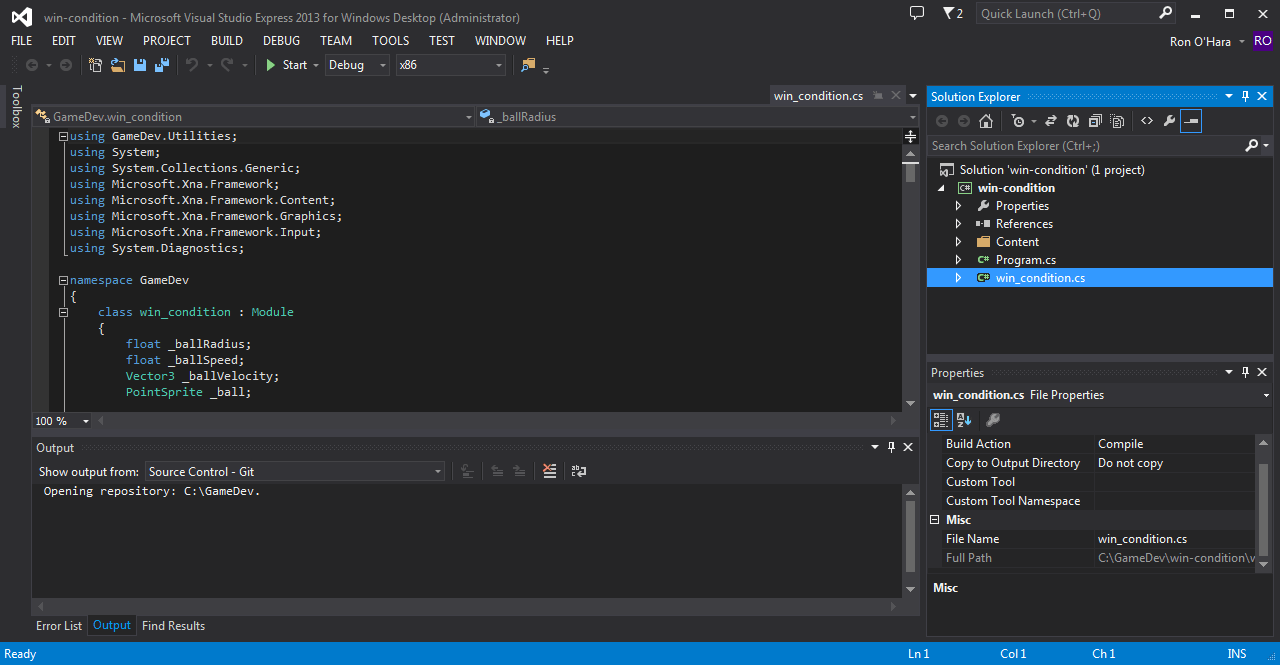 win-condition - Microsoft Visual Studio Express 2013 for Windows Desktop (Administrator)
2
Quick Launch (Ctrl+Q)
FILE EDIT VIEW PROJECT BUILD DEBUG TEAM TOOLS TEST WINDOW HELP
Ron O'Hara
RO
Start
Debug
x86
Toolbox
win_condition.cs
GameDev.win_condition
_ballRadius
using GameDev.Utilities;
using System;
using System.Collections.Generic;
using Microsoft.Xna.Framework;
using Microsoft.Xna.Framework.Content;
using Microsoft.Xna.Framework.Graphics;
using Microsoft.Xna.Framework.Input;
using System.Diagnostics;
namespace GameDev
{
class win_condition : Module
{
float _ballRadius;
float _ballSpeed;
Vector3 _ballVelocity;
PointSprite _ball;
100 %
Output
Show output from: Source Control - Git
Opening repository: C:\GameDev.
Error List Output Find Results
Solution Explorer
Search Solution Explorer (Ctrl+;)
Solution 'win-condition' (1 project)
C# win-condition
Properties
References
Content
C# Program.cs
C# win_condition.cs
Properties
win_condition.cs File Properties
Build Action Compile
Copy to Output Directory Do not copy
Custom Tool
Custom Tool Namespace
Misc
File Name win_condition.cs
Full Path C:\GameDev\win-condition\w
Misc
Ready Ln 1 Col 1 Ch 1 INS